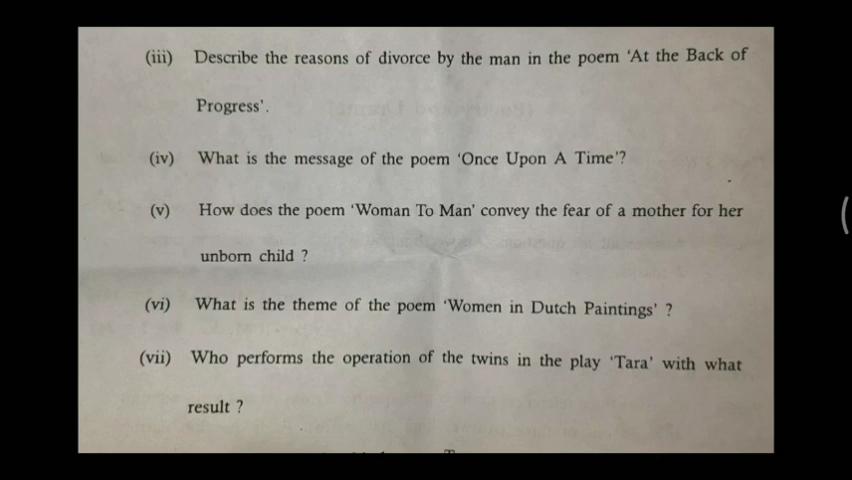 (iii) Describe the reasons of divorce by the man in the poem 'At the Back of
Progress'.
(iv) What is the message of the poem 'Once Upon A Time'?
(v) How does the poem 'Woman To Man' convey the fear of a mother for her
unborn child ?
(vi) What is the theme of the poem 'Women in Dutch Paintings' ?
(vii) Who performs the operation of the twins in the play 'Tara' with what
result ?